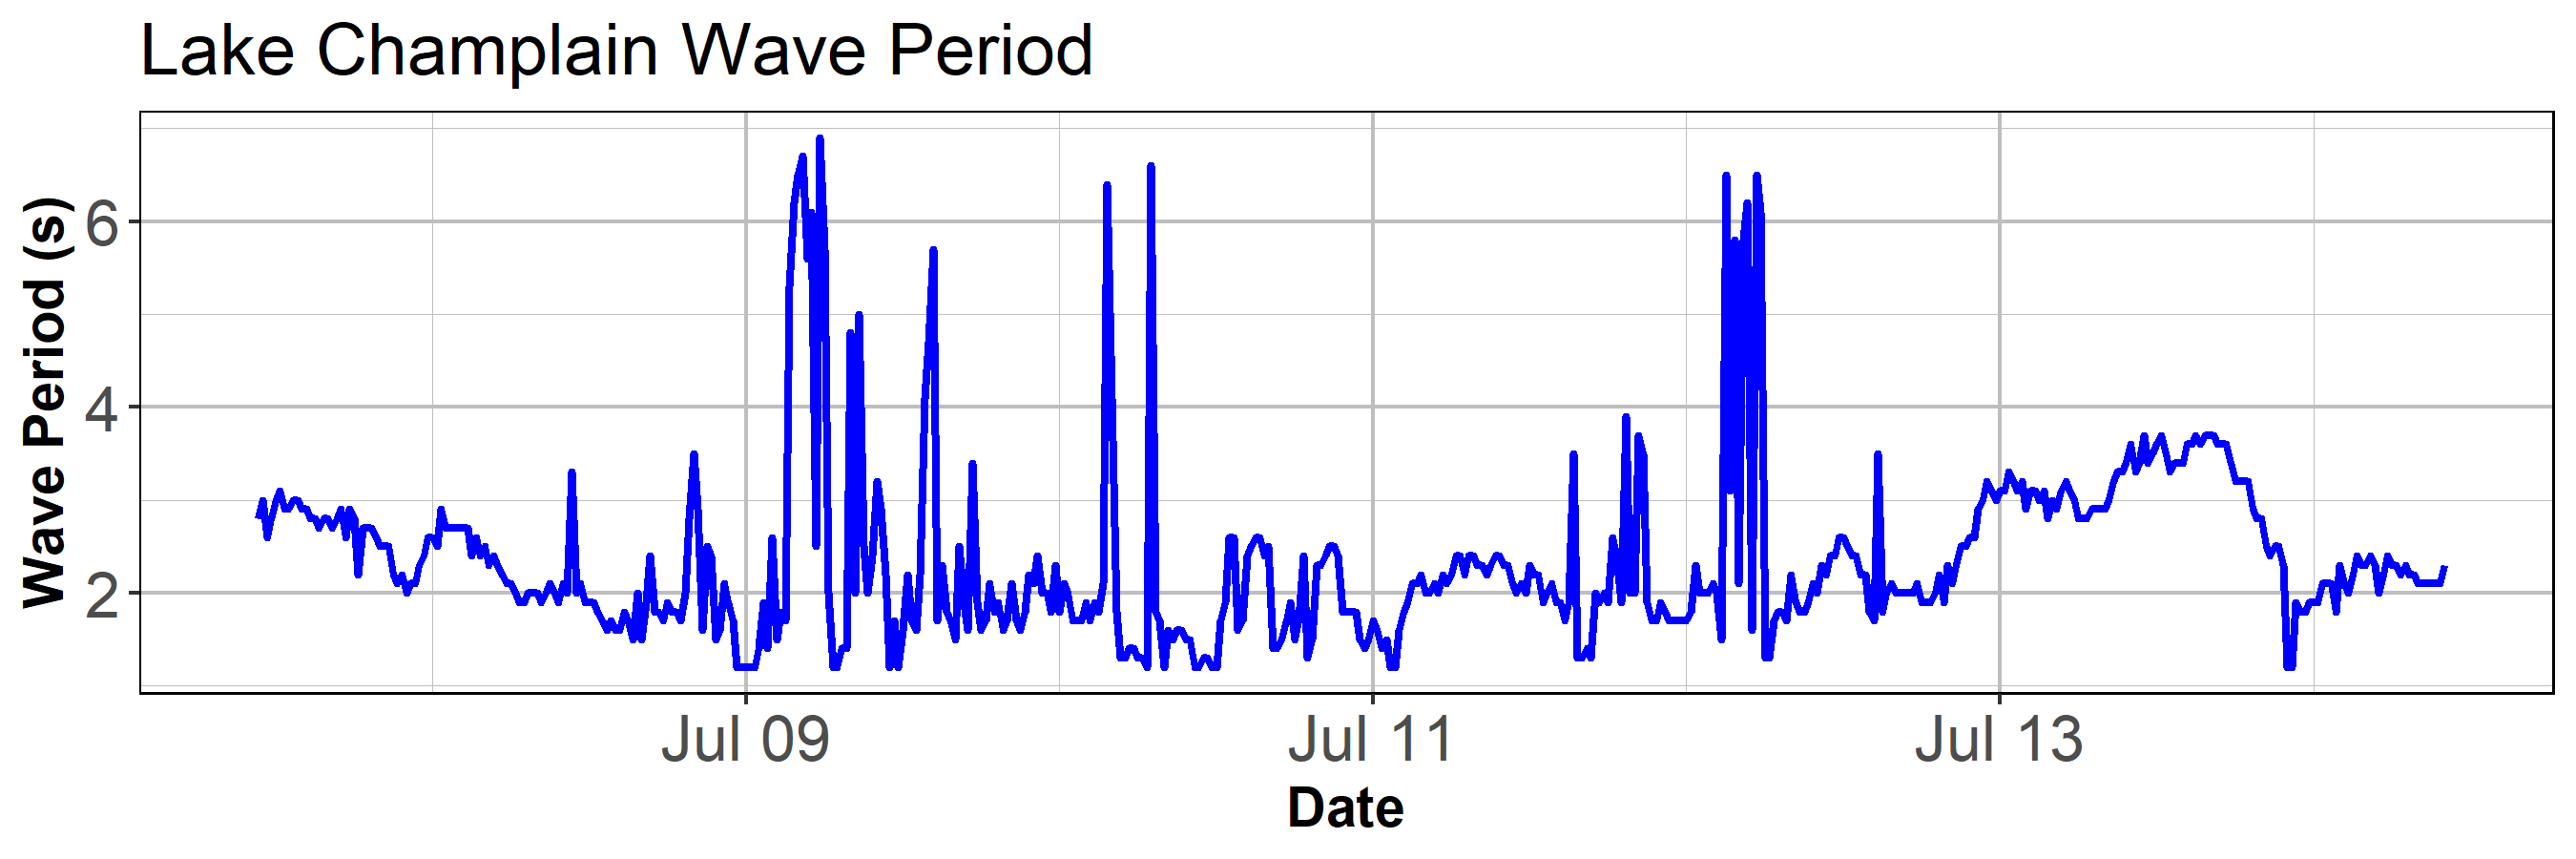 Lake Champlain Wave Period
Wave Period (s)
6
4
2
Jul 09
Jul 11
Jul 13
Date